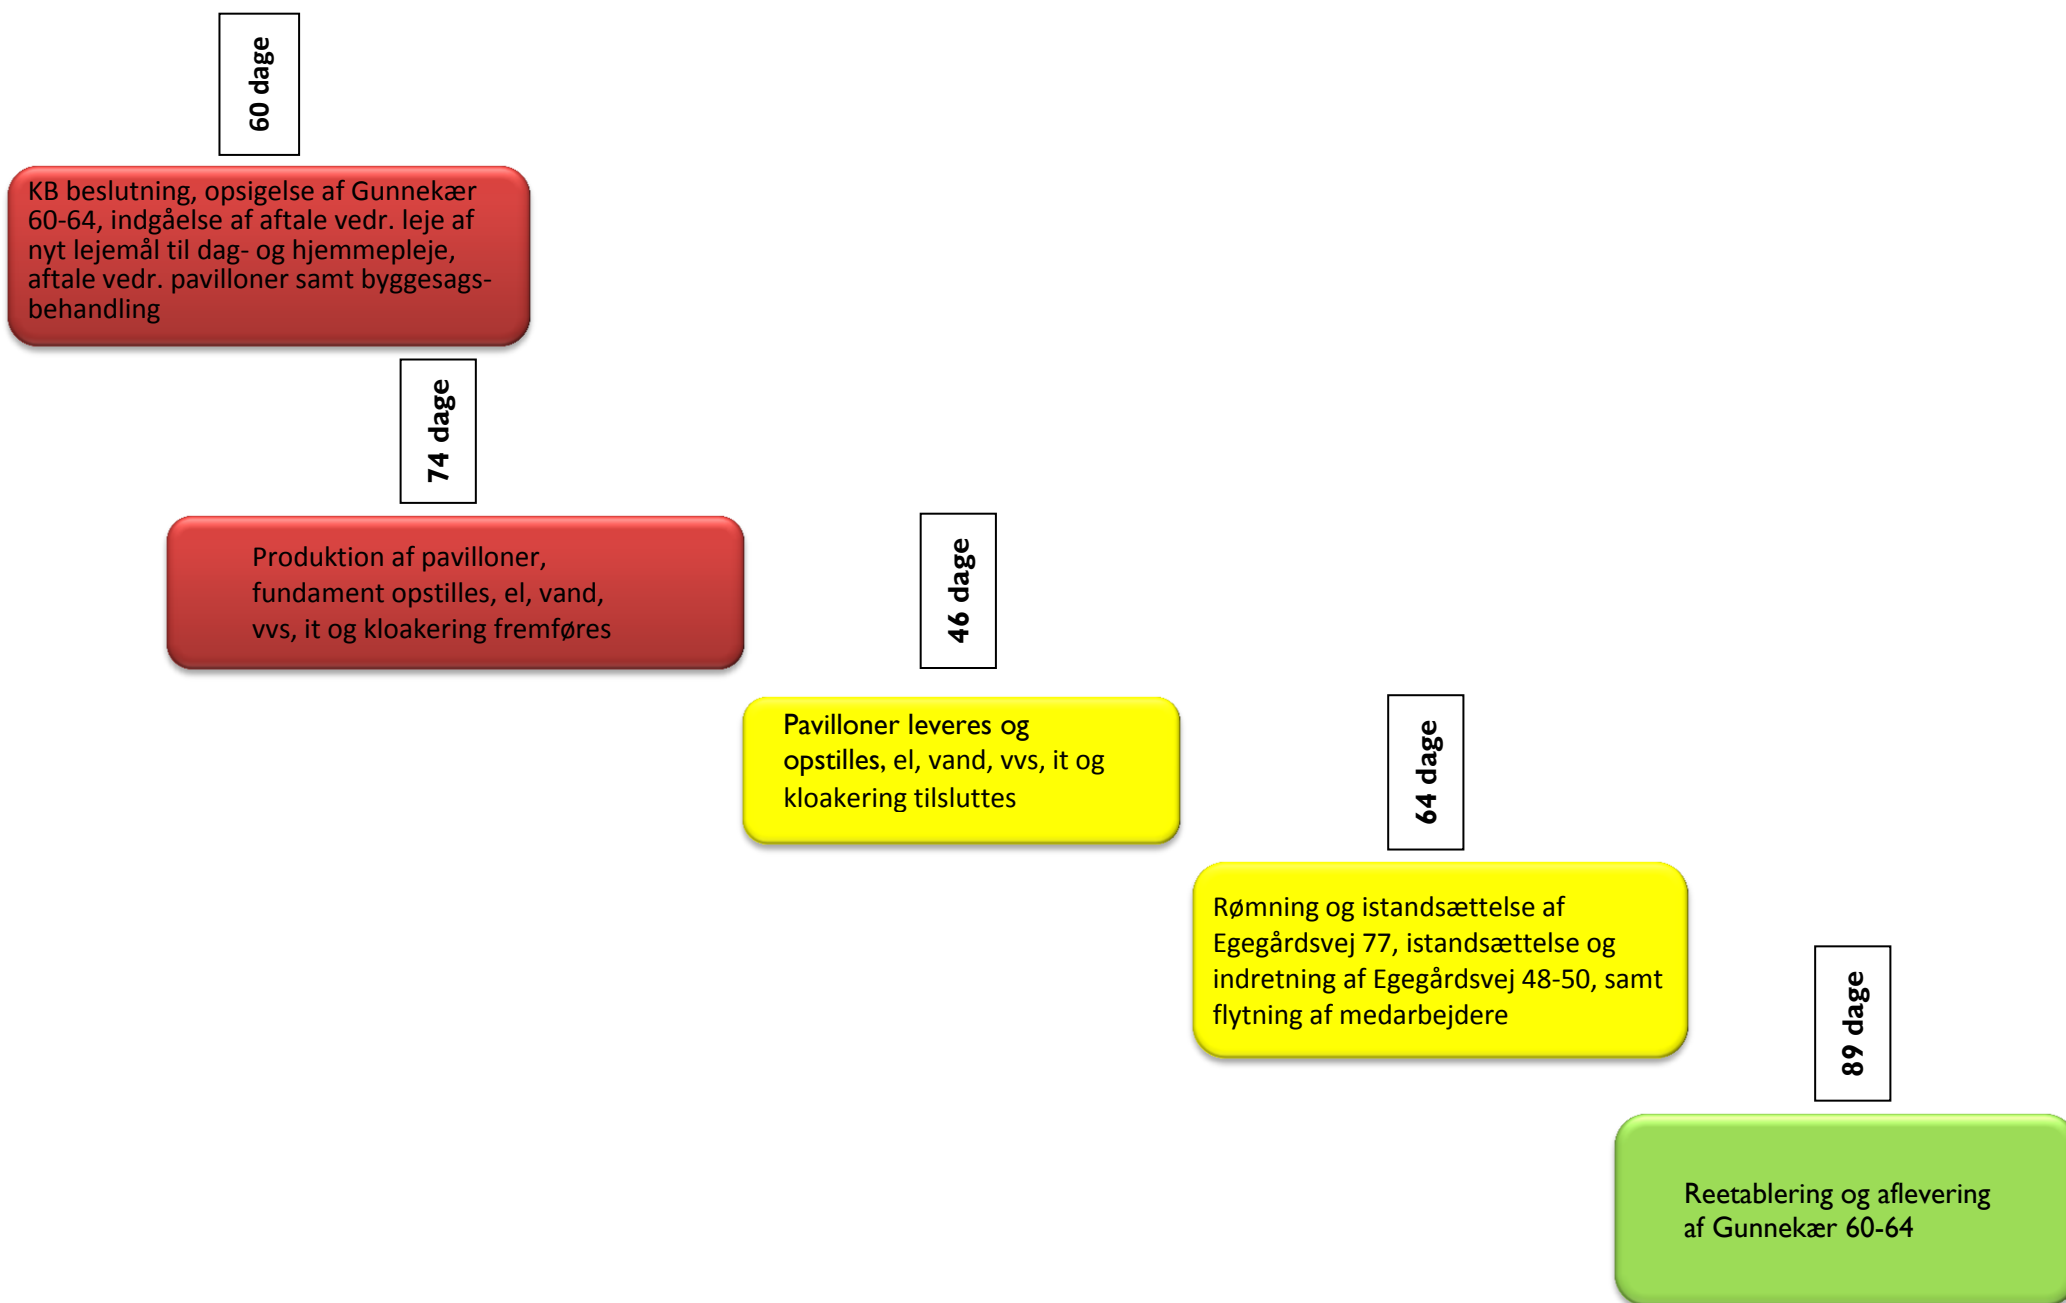 60 dage
KB beslutning, opsigelse af Gunnekær
60-64, indgåelse af aftale vedr. leje af
nyt lejemål til dag- og hjemmepleje,
aftale vedr. pavilloner samt byggesags-
behandling
74 dage
Produktion af pavilloner,
fundament opstilles, el, vand,
vvs, it og kloakering fremføres
46 dage
Pavilloner leveres og
opstilles, el, vand, vvs, it og
kloakering tilsluttes
64 dage
Rømning og istandsættelse af
Egegårdsvej 77, istandsættelse og
indretning af Egegårdsvej 48-50, samt
flytning af medarbejdere
89 dage
Reetablering og aflevering
af Gunnekær 60-64